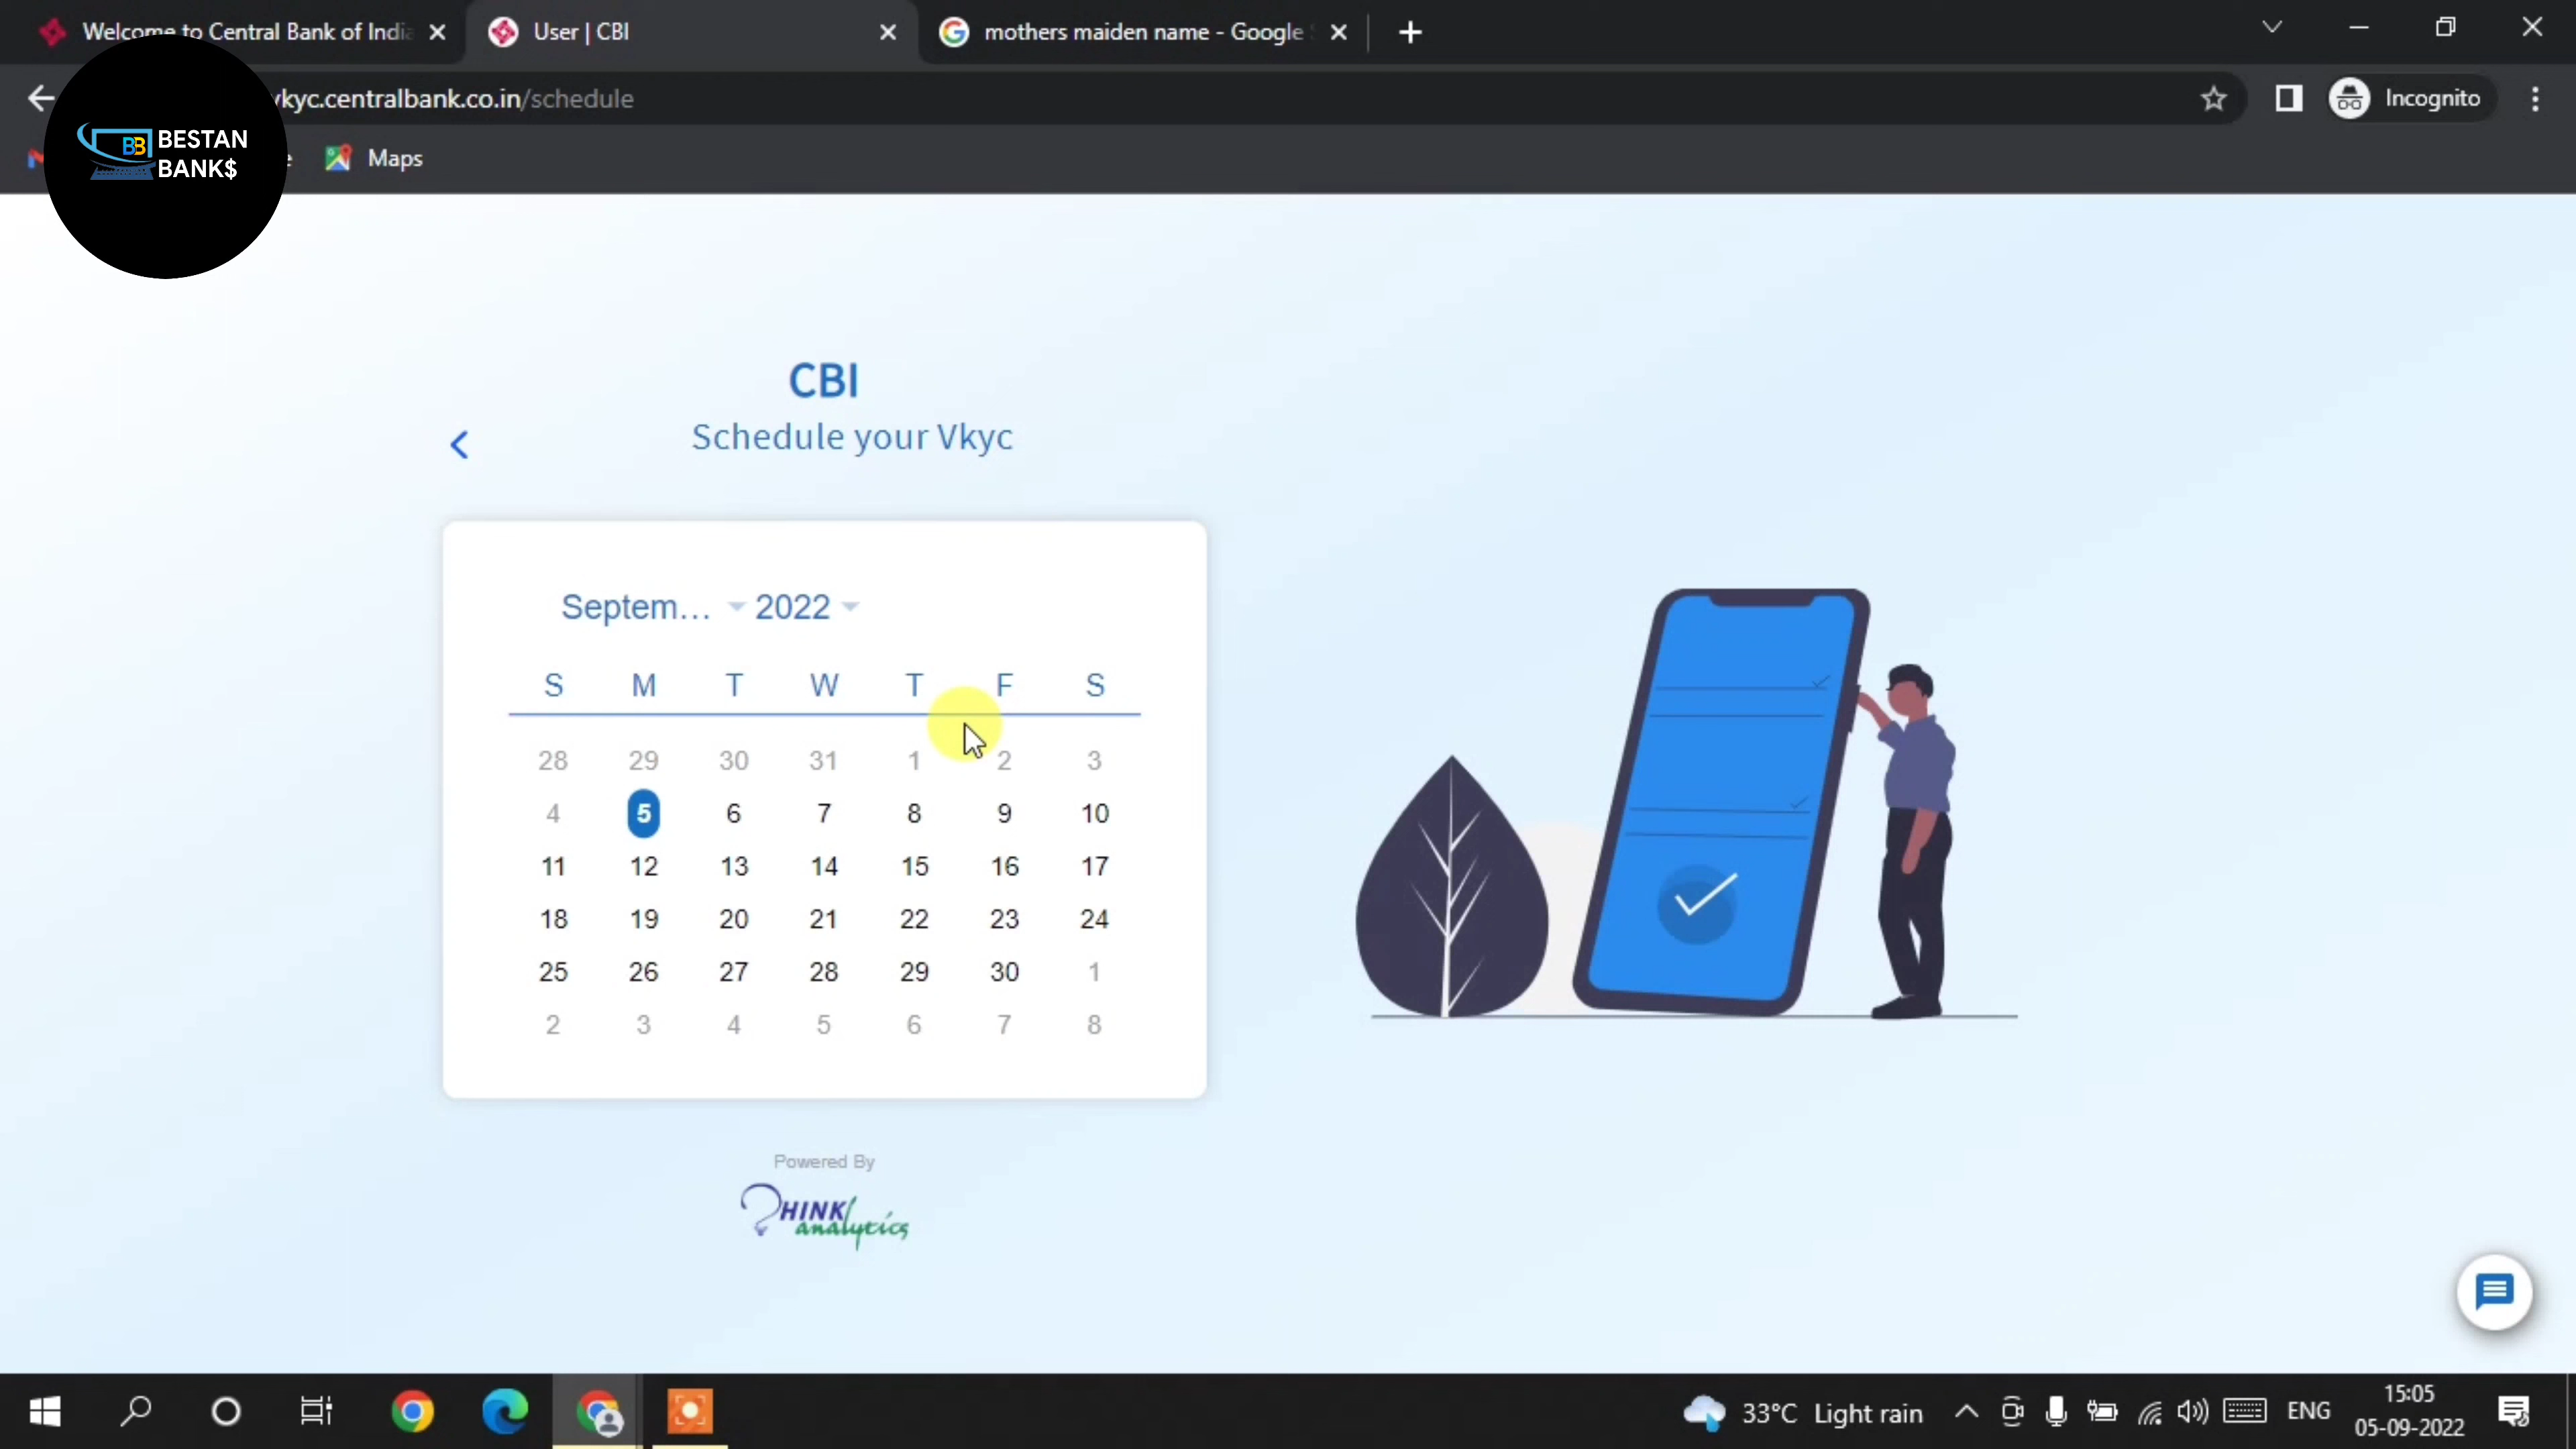 Welcome to Central Bank of India
User | CBI
mothers maiden name - Google
vkyc.centralbank.co.in/schedule
Incognito
BB BESTAN
BANK$
Maps
CBI
Schedule your Vkyc
Septem... 2022
S M T W T F S
28 29 30 31 1 2 3
4 5 6 7 8 9 10
11 12 13 14 15 16 17
18 19 20 21 22 23 24
25 26 27 28 29 30 1
2 3 4 5 6 7 8
Powered By
THINK
analytics
33°C Light rain
ENG
15:05
05-09-2022